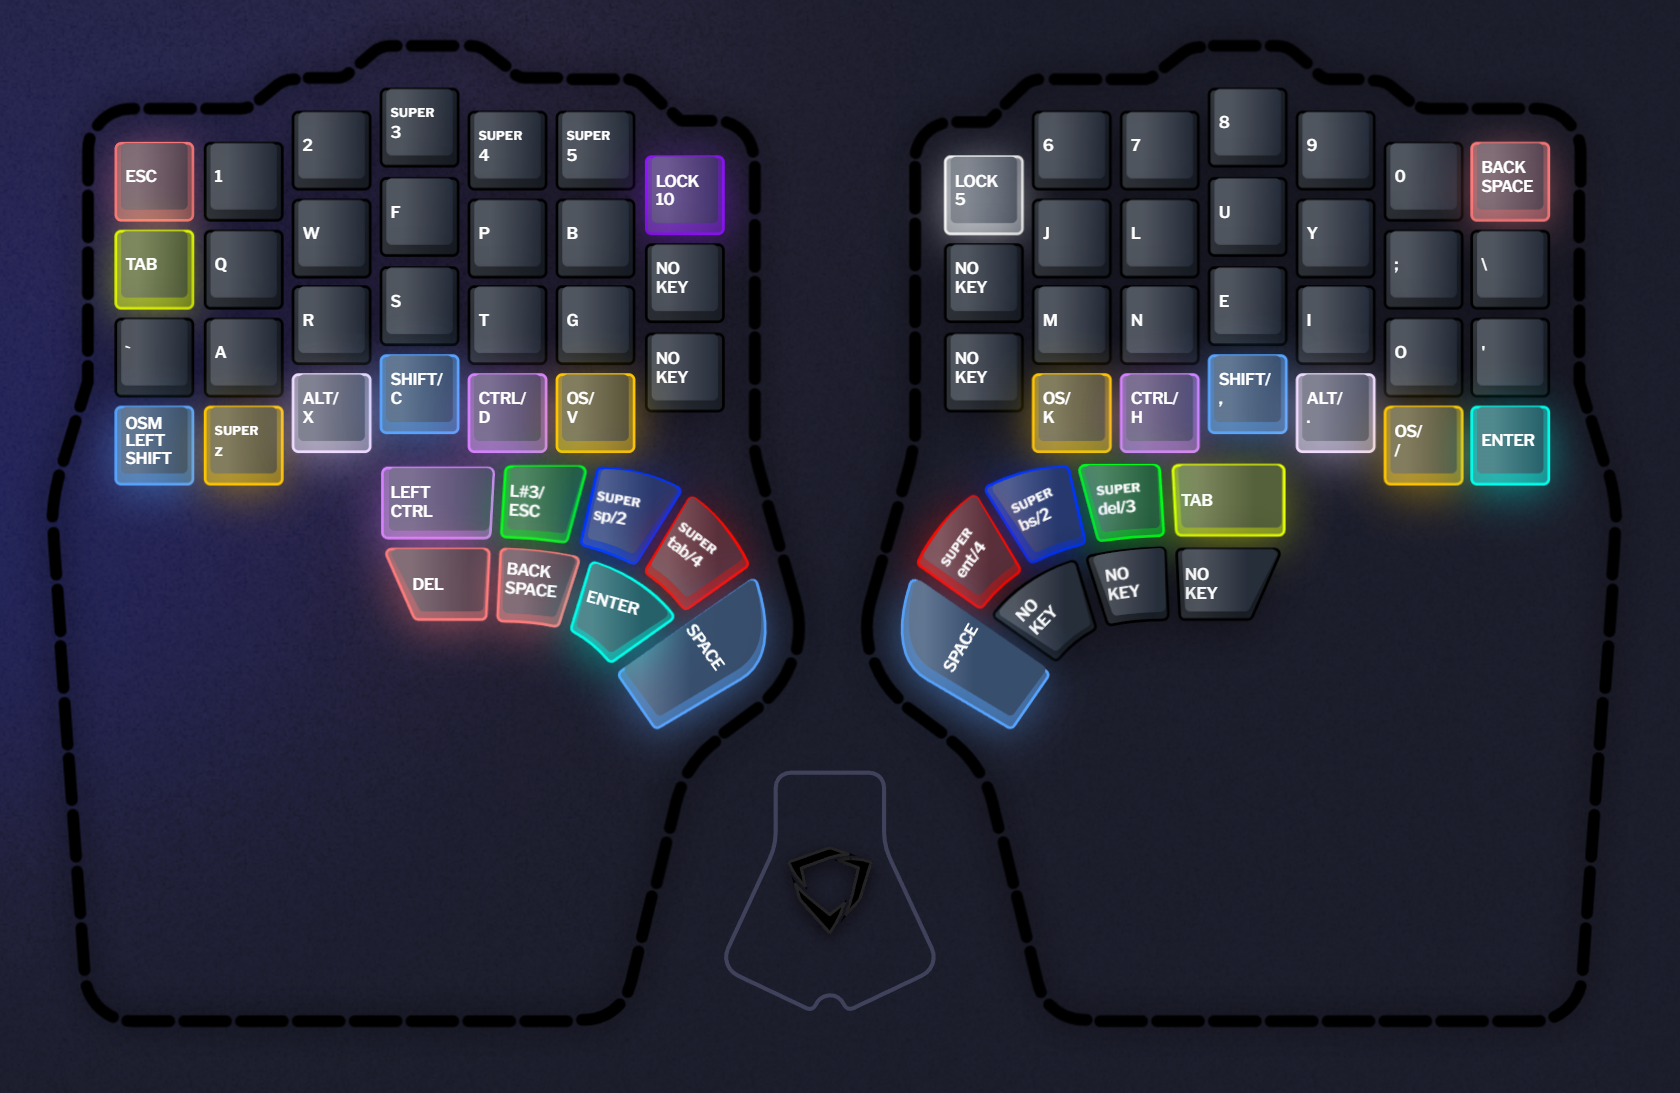 ESC
1
2
SUPER
3
SUPER
4
SUPER
5
LOCK
10
TAB
Q
W
F
P
B
NO
KEY
`
A
R
S
T
G
NO
KEY
OSM
LEFT
SHIFT
SUPER
z
ALT/
X
SHIFT/
C
CTRL/
D
OS/
V
LEFT
CTRL
L#3/
ESC
SUPER
sp/2
SUPER
tab/4
DEL
BACK
SPACE
ENTER
SPACE
LOCK
5
6
7
8
9
0
BACK
SPACE
NO
KEY
J
L
U
Y
;
\
NO
KEY
M
N
E
I
O
'
OS/
K
CTRL/
H
SHIFT/
,
ALT/
.
OS/
/
ENTER
SUPER
ent/4
SUPER
bs/2
SUPER
del/3
TAB
SPACE
NO
KEY
NO
KEY
NO
KEY